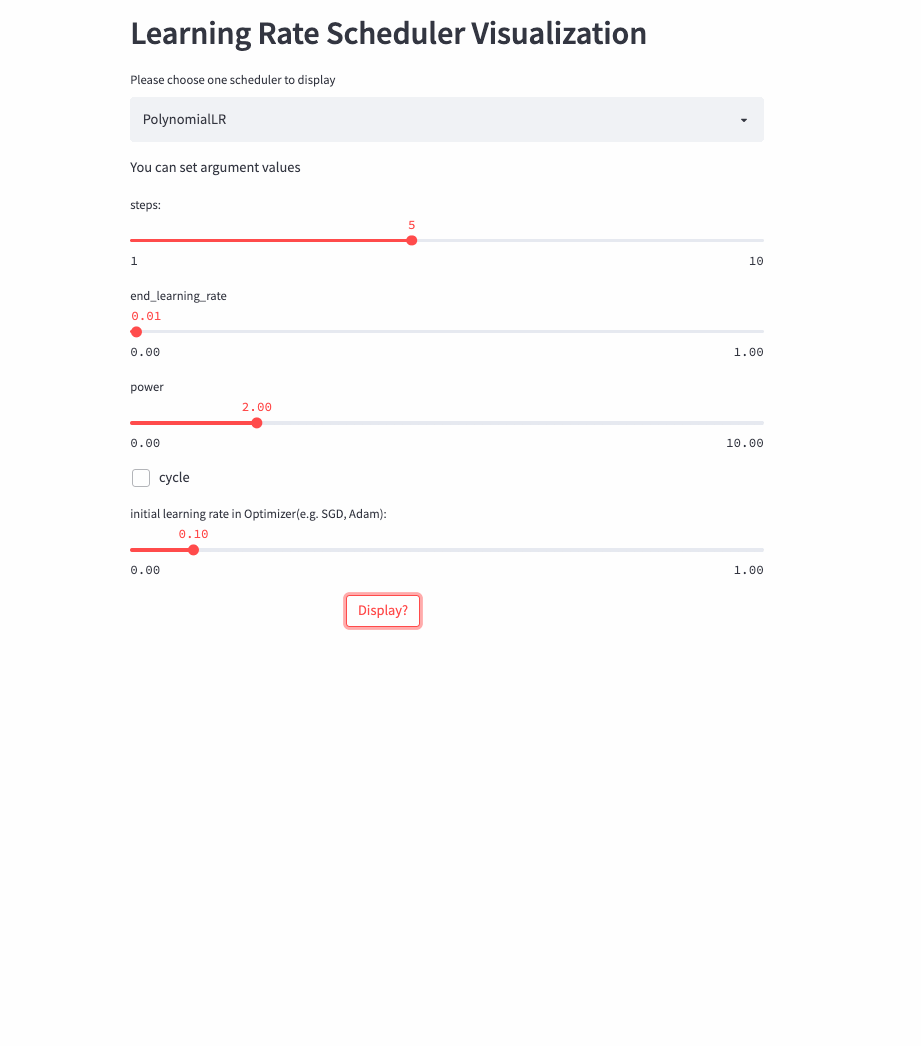 Learning Rate Scheduler Visualization
Please choose one scheduler to display
PolynomialLR
You can set argument values
steps:
5
1 10
end_learning_rate
0.01
0.00 1.00
power
2.00
0.00 10.00
cycle
initial learning rate in Optimizer(e.g. SGD, Adam):
0.10
0.00 1.00
Display?